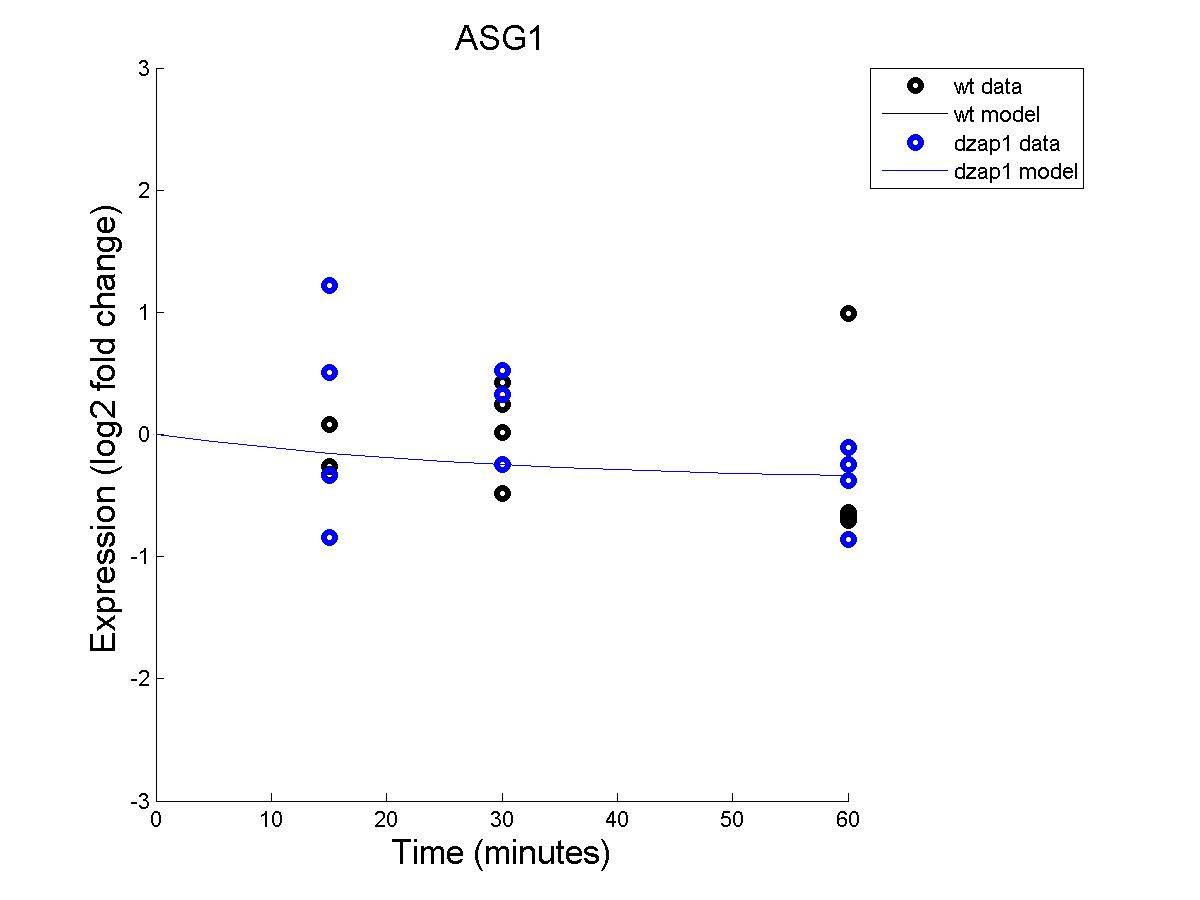 ASG1
wt data
wt model
dzap1 data
dzap1 model
Expression (log2 fold change)
3
2
1
0
-1
-2
-3
0 10 20 30 40 50 60
Time (minutes)